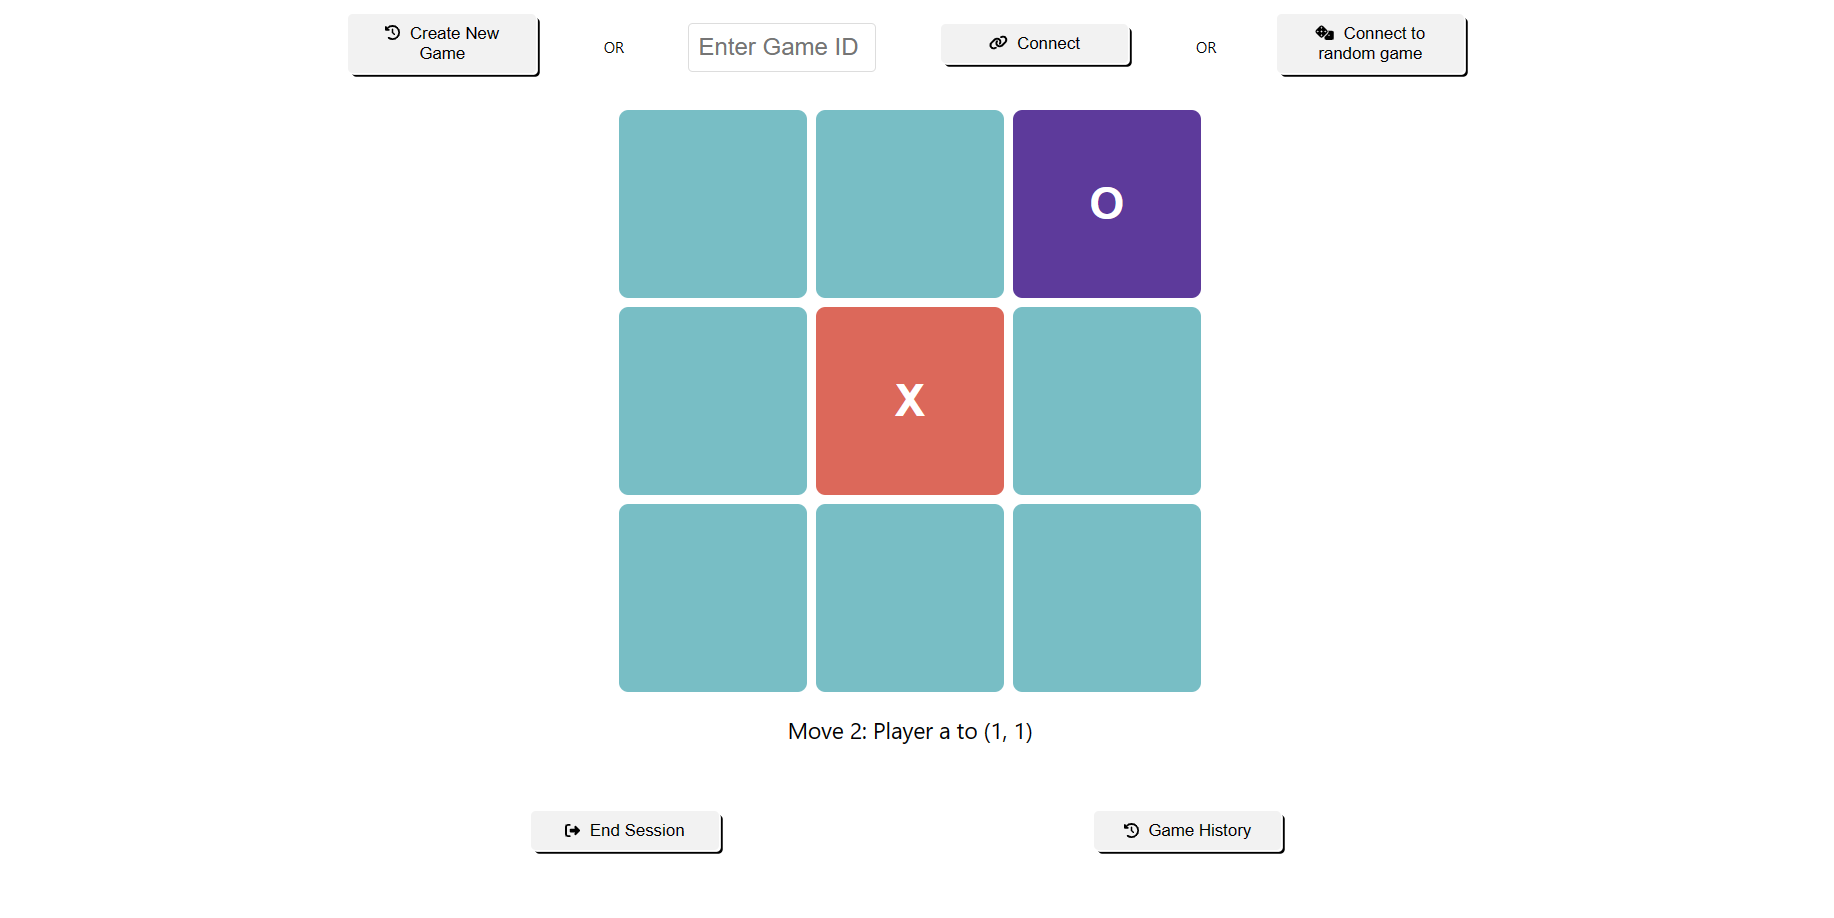 Create New
Game
OR
Enter Game ID
Connect
OR
Connect to
random game
O
X
Move 2: Player a to (1, 1)
End Session
Game History